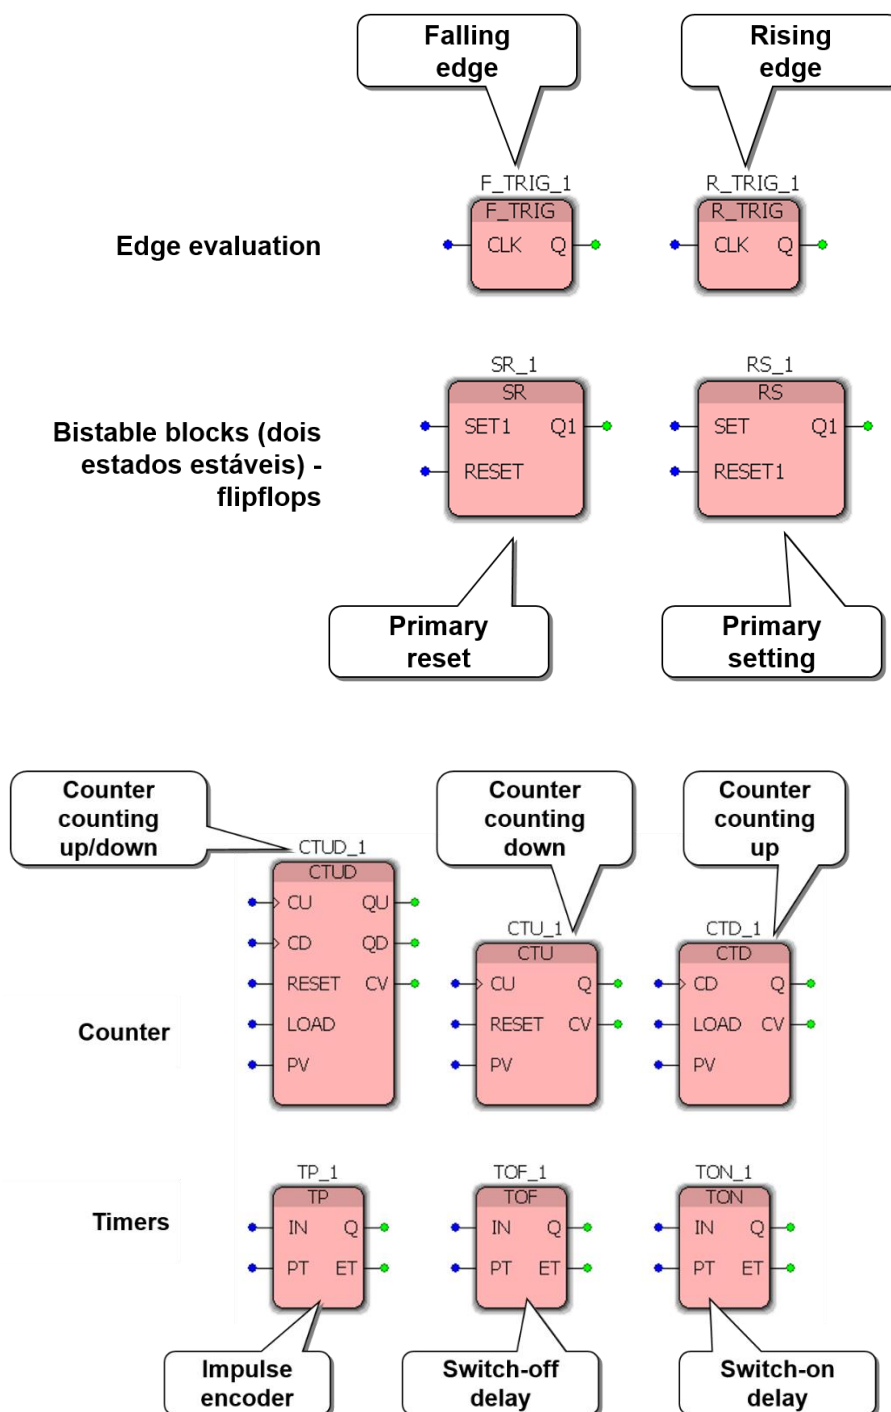 Falling
edge
Rising
edge
F_TRIG_1
R_TRIG_1
F_TRIG
R_TRIG
Edge evaluation
CLK Q
CLK Q
SR_1
RS_1
SR
RS
Bistable blocks (dois
estados estáveis) -
flipflops
SET1 Q1
RESET
SET Q1
RESET1
Primary
reset
Primary
setting
Counter
counting
up/down
Counter
counting
down
Counter
counting
up
CTUD_1
CTUD
CU QU
CD QD
RESET CV
LOAD
PV
CTU_1
CTU
CU Q
RESET CV
PV
CTD_1
CTD
CD Q
LOAD CV
PV
Counter
Timers
TP_1
TP
IN Q
PT ET
TOF_1
TOF
IN Q
PT ET
TON_1
TON
IN Q
PT ET
Impulse
encoder
Switch-off
delay
Switch-on
delay